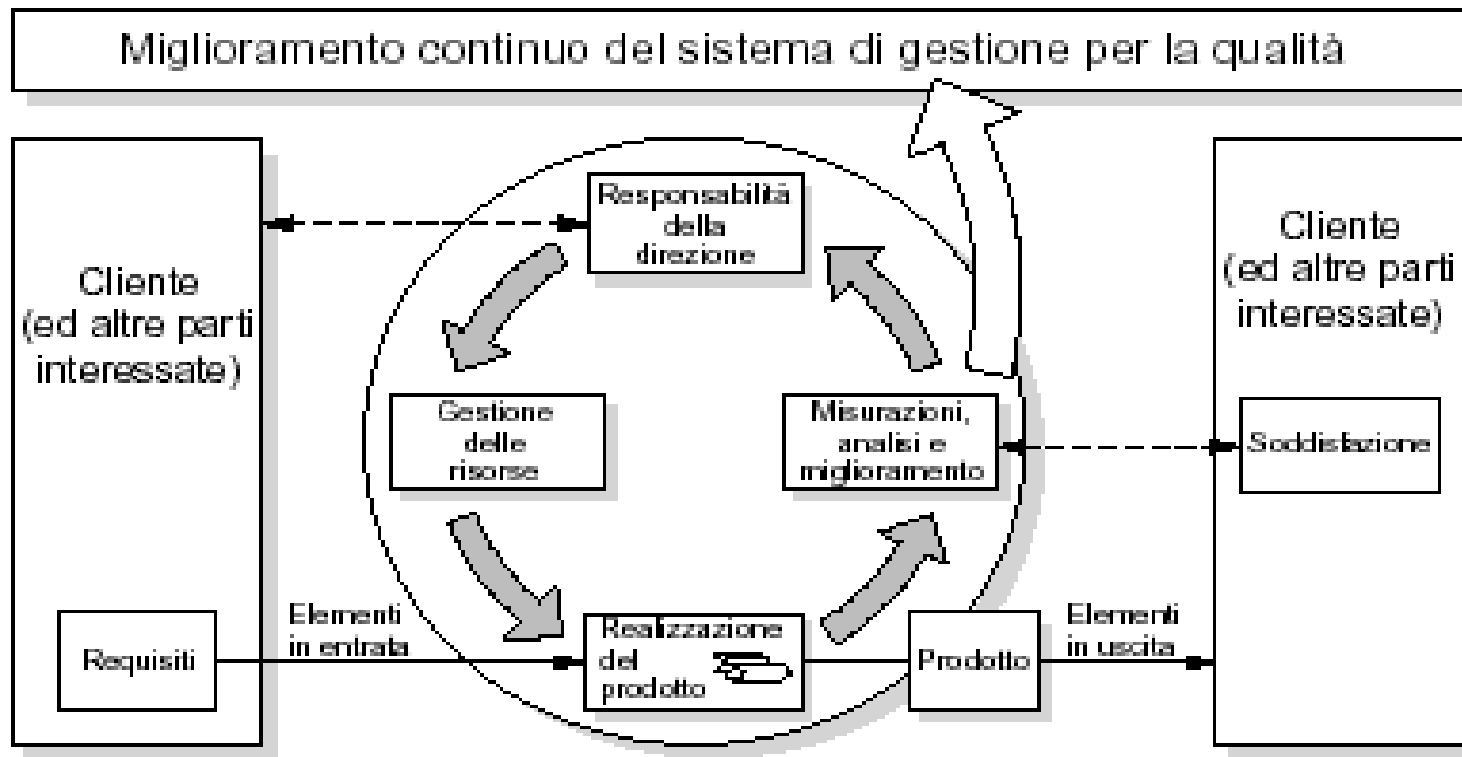 Miglioramento continuo del sistema di gestione per la qualità
Cliente
(ed altre parti
interessate)
Requisiti
Elementi
in entrata
Responsabilità
della
direzione
Gestione
delle
risorse
Misurazioni,
analisi e
miglioramento
Realizzazione
del
prodotto
Prodotto
Elementi
in uscita
Cliente
(ed altre parti
interessate)
Soddisfazione